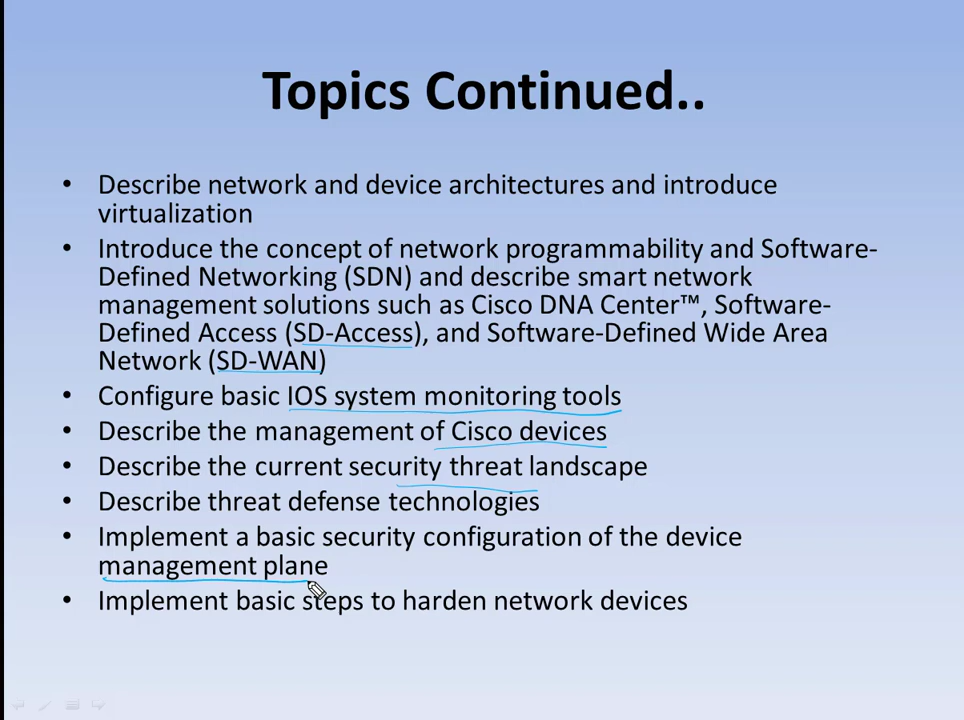 Topics Continued..
• Describe network and device architectures and introduce
virtualization
• Introduce the concept of network programmability and Software-
Defined Networking (SDN) and describe smart network
management solutions such as Cisco DNA Center™, Software-
Defined Access (SD-Access), and Software-Defined Wide Area
Network (SD-WAN)
• Configure basic IOS system monitoring tools
• Describe the management of Cisco devices
• Describe the current security threat landscape
• Describe threat defense technologies
• Implement a basic security configuration of the device
management plane
• Implement basic steps to harden network devices